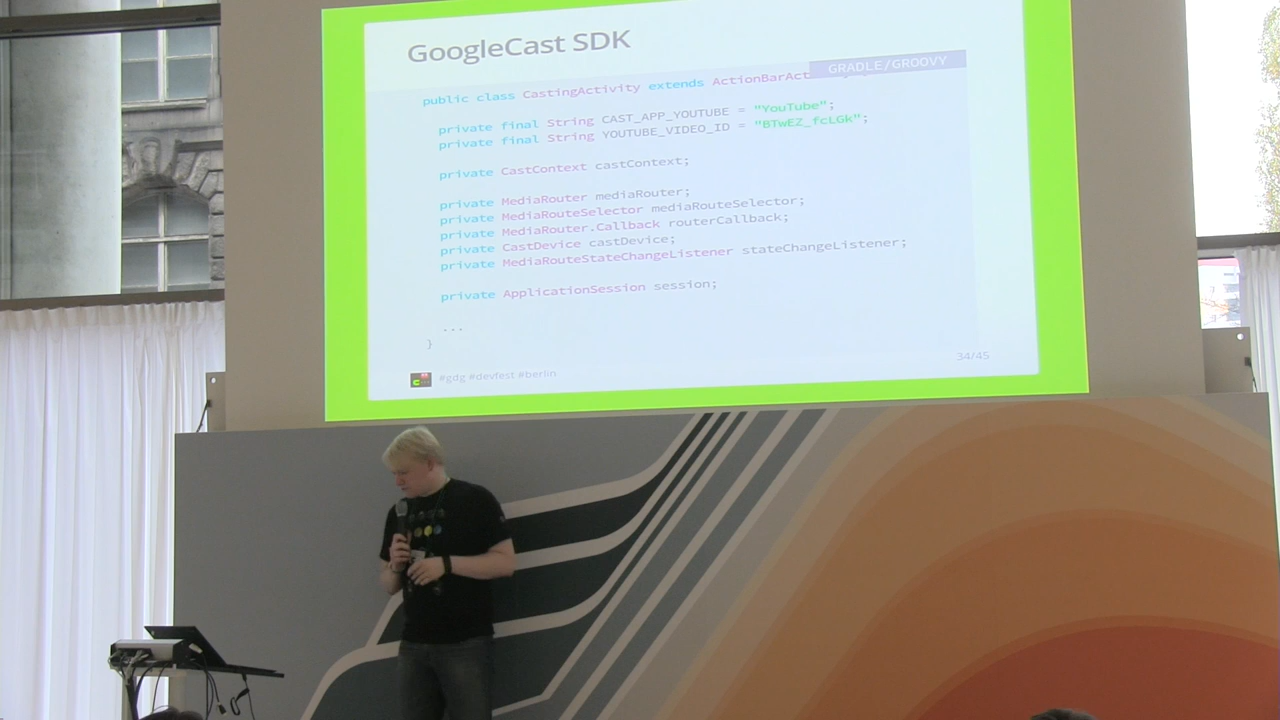 GoogleCast SDK
GRADLE/GROOVY
public class CastingActivity extends
private final String CAST_APP_YOUTUBE = "YouTube";
private final String YOUTUBE_VIDEO_ID = "BTwEZ_fcLGk";
private CastContext castContext;
private MediaRouter mediaRouter;
private MediaRouteSelector mediaRouteSelector;
private MediaRouter.Callback routerCallback;
private CastDevice castDevice;
private MediaRouteStateChangeListener stateChangeListener;
private ApplicationSession session;
...
}
34/45
#gdg #devfest #berlin